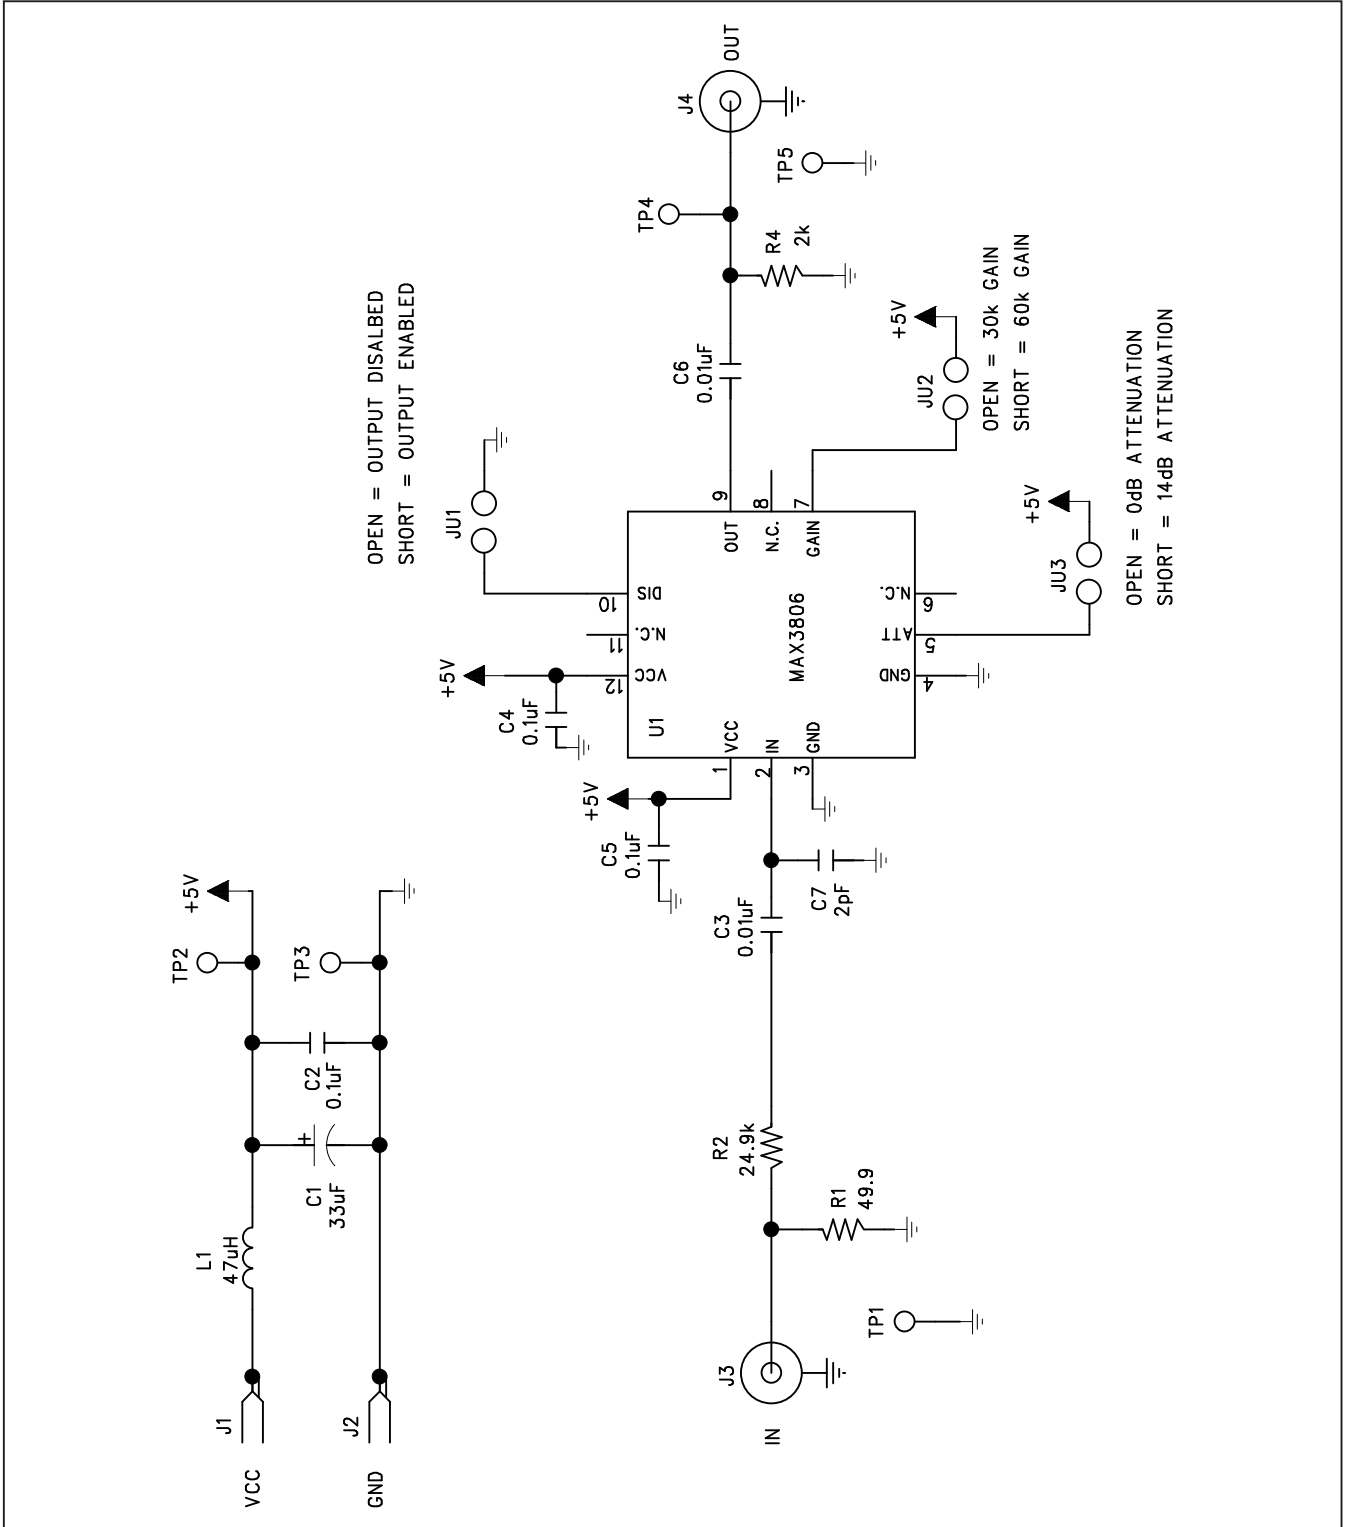 VCC
J1
L1
47uH
C1
33uF
+
C2
0.1uF
TP2
+5V
GND
J2
TP3
OPEN = OUTPUT DISALBED
SHORT = OUTPUT ENABLED
JU1
+5V
C4
0.1uF
+5V
C5
0.1uF
U1
MAX3806
12
VCC
11
N.C.
10
DIS
1
VCC
2
IN
3
GND
4
GND
5
ATT
6
N.C.
7
GAIN
8
N.C.
9
OUT
IN
J3
TP1
R1
49.9
R2
24.9k
C3
0.01uF
C7
2pF
C6
0.01uF
R4
2k
TP4
TP5
J4
OUT
JU2
+5V
OPEN = 30k GAIN
SHORT = 60k GAIN
JU3
+5V
OPEN = 0dB ATTENUATION
SHORT = 14dB ATTENUATION